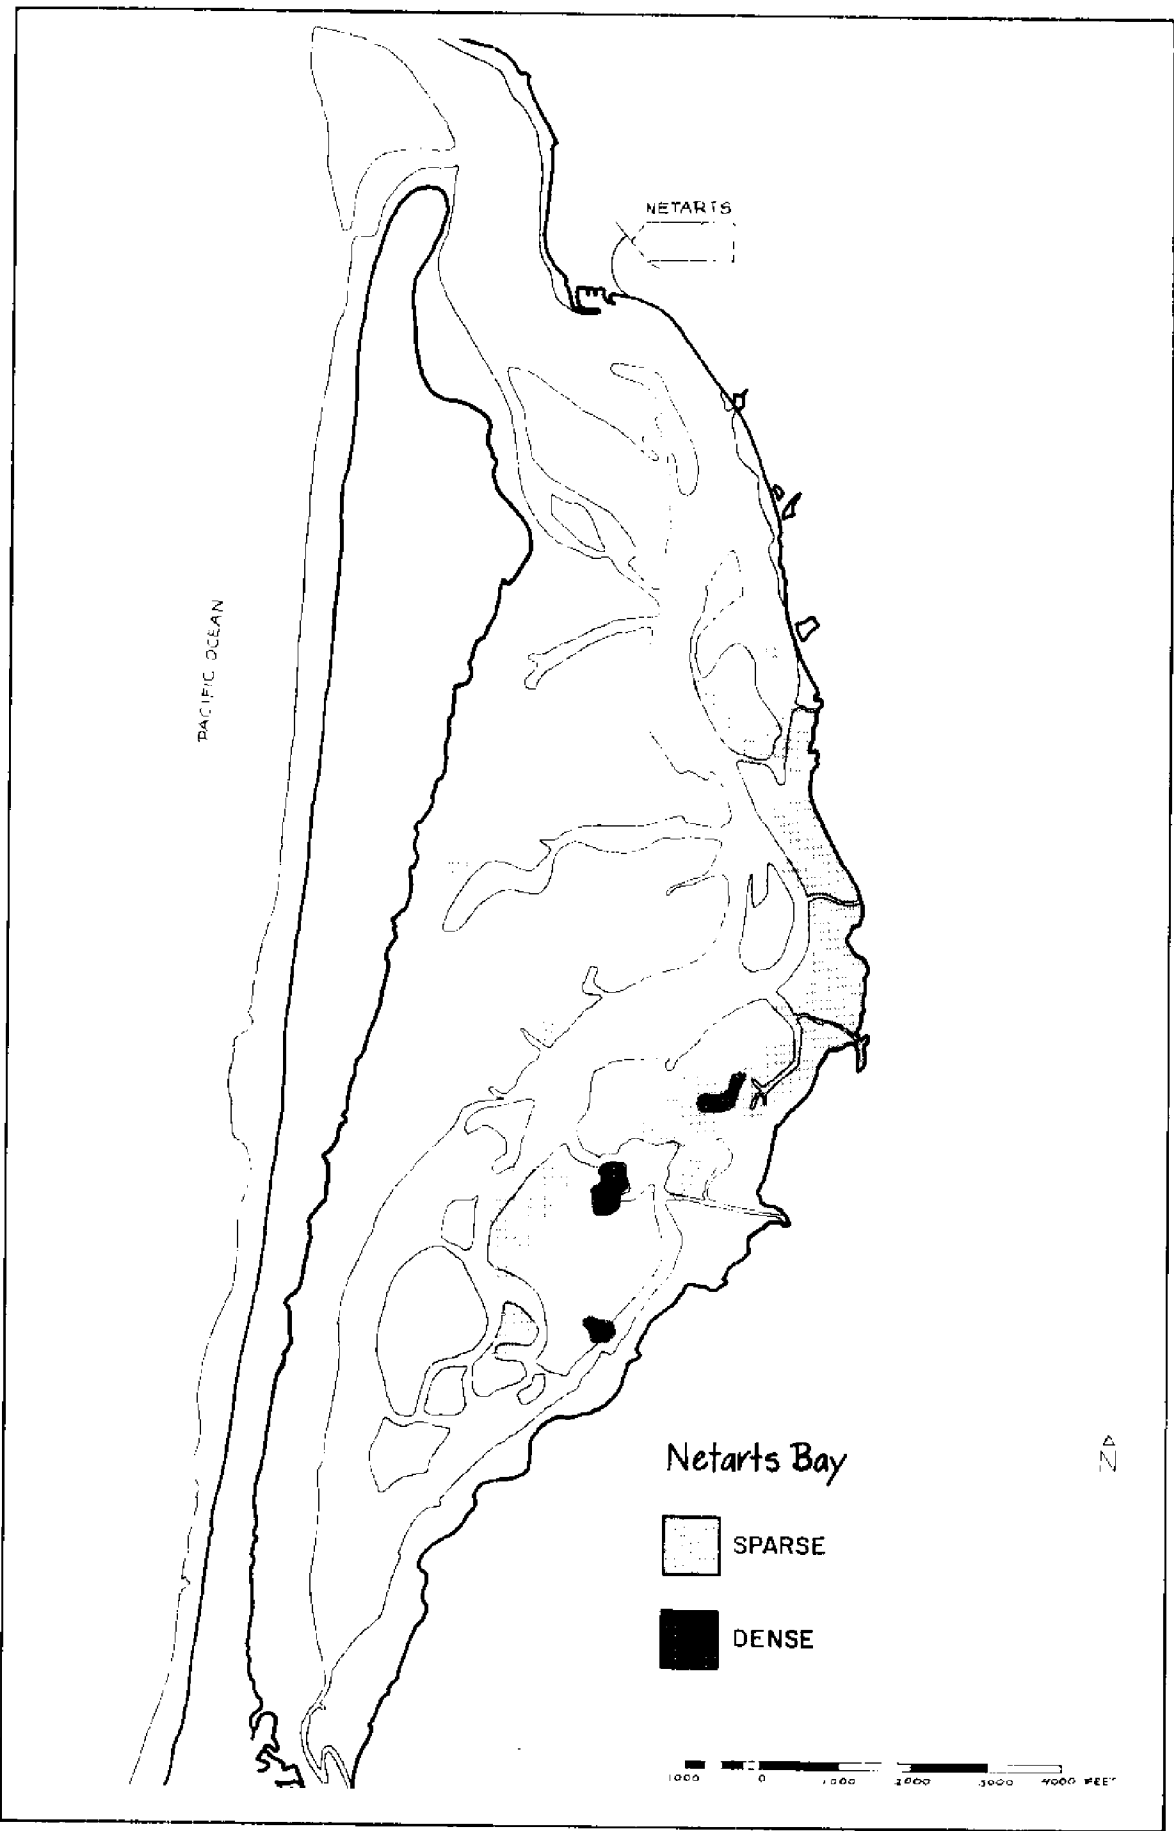 NETARTS
PACIFIC OCEAN
Netarts Bay
N
SPARSE
DENSE
1000 0 1000 2000 3000 4000 FEET